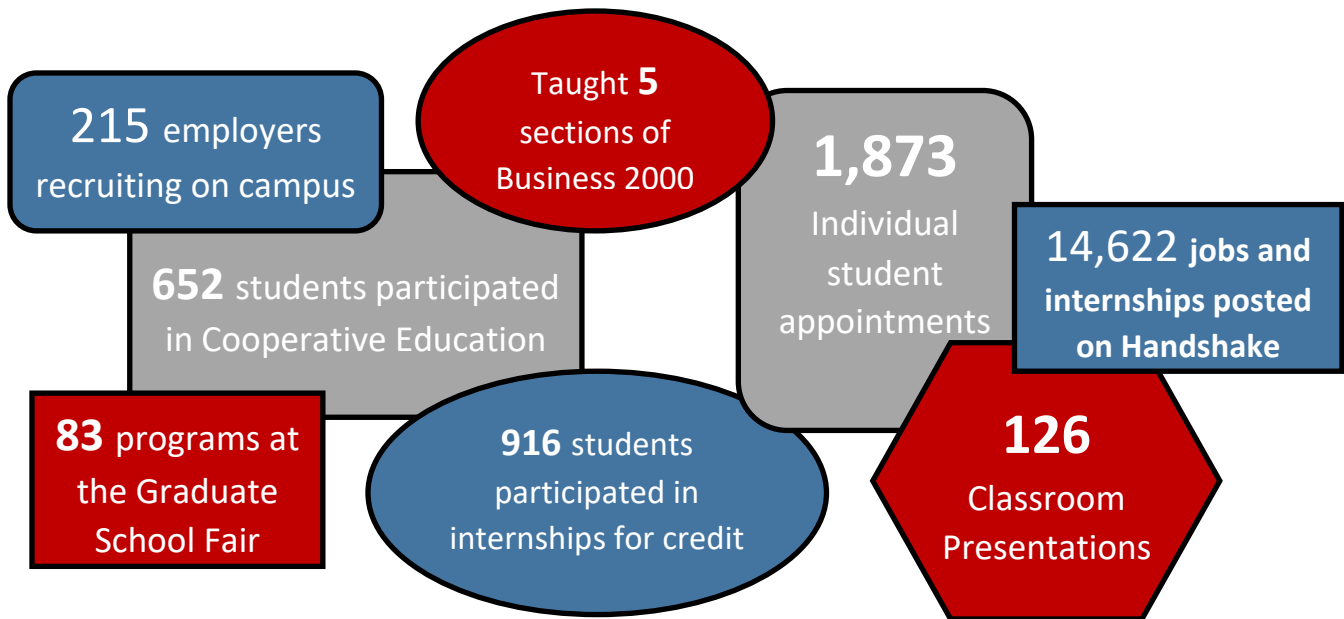 215 employers
recruiting on campus
Taught 5
sections of
Business 2000
1,873
Individual
student
appointments
14,622 jobs and
internships posted
on Handshake
652 students participated
in Cooperative Education
83 programs at
the Graduate
School Fair
916 students
participated in
internships for credit
126
Classroom
Presentations